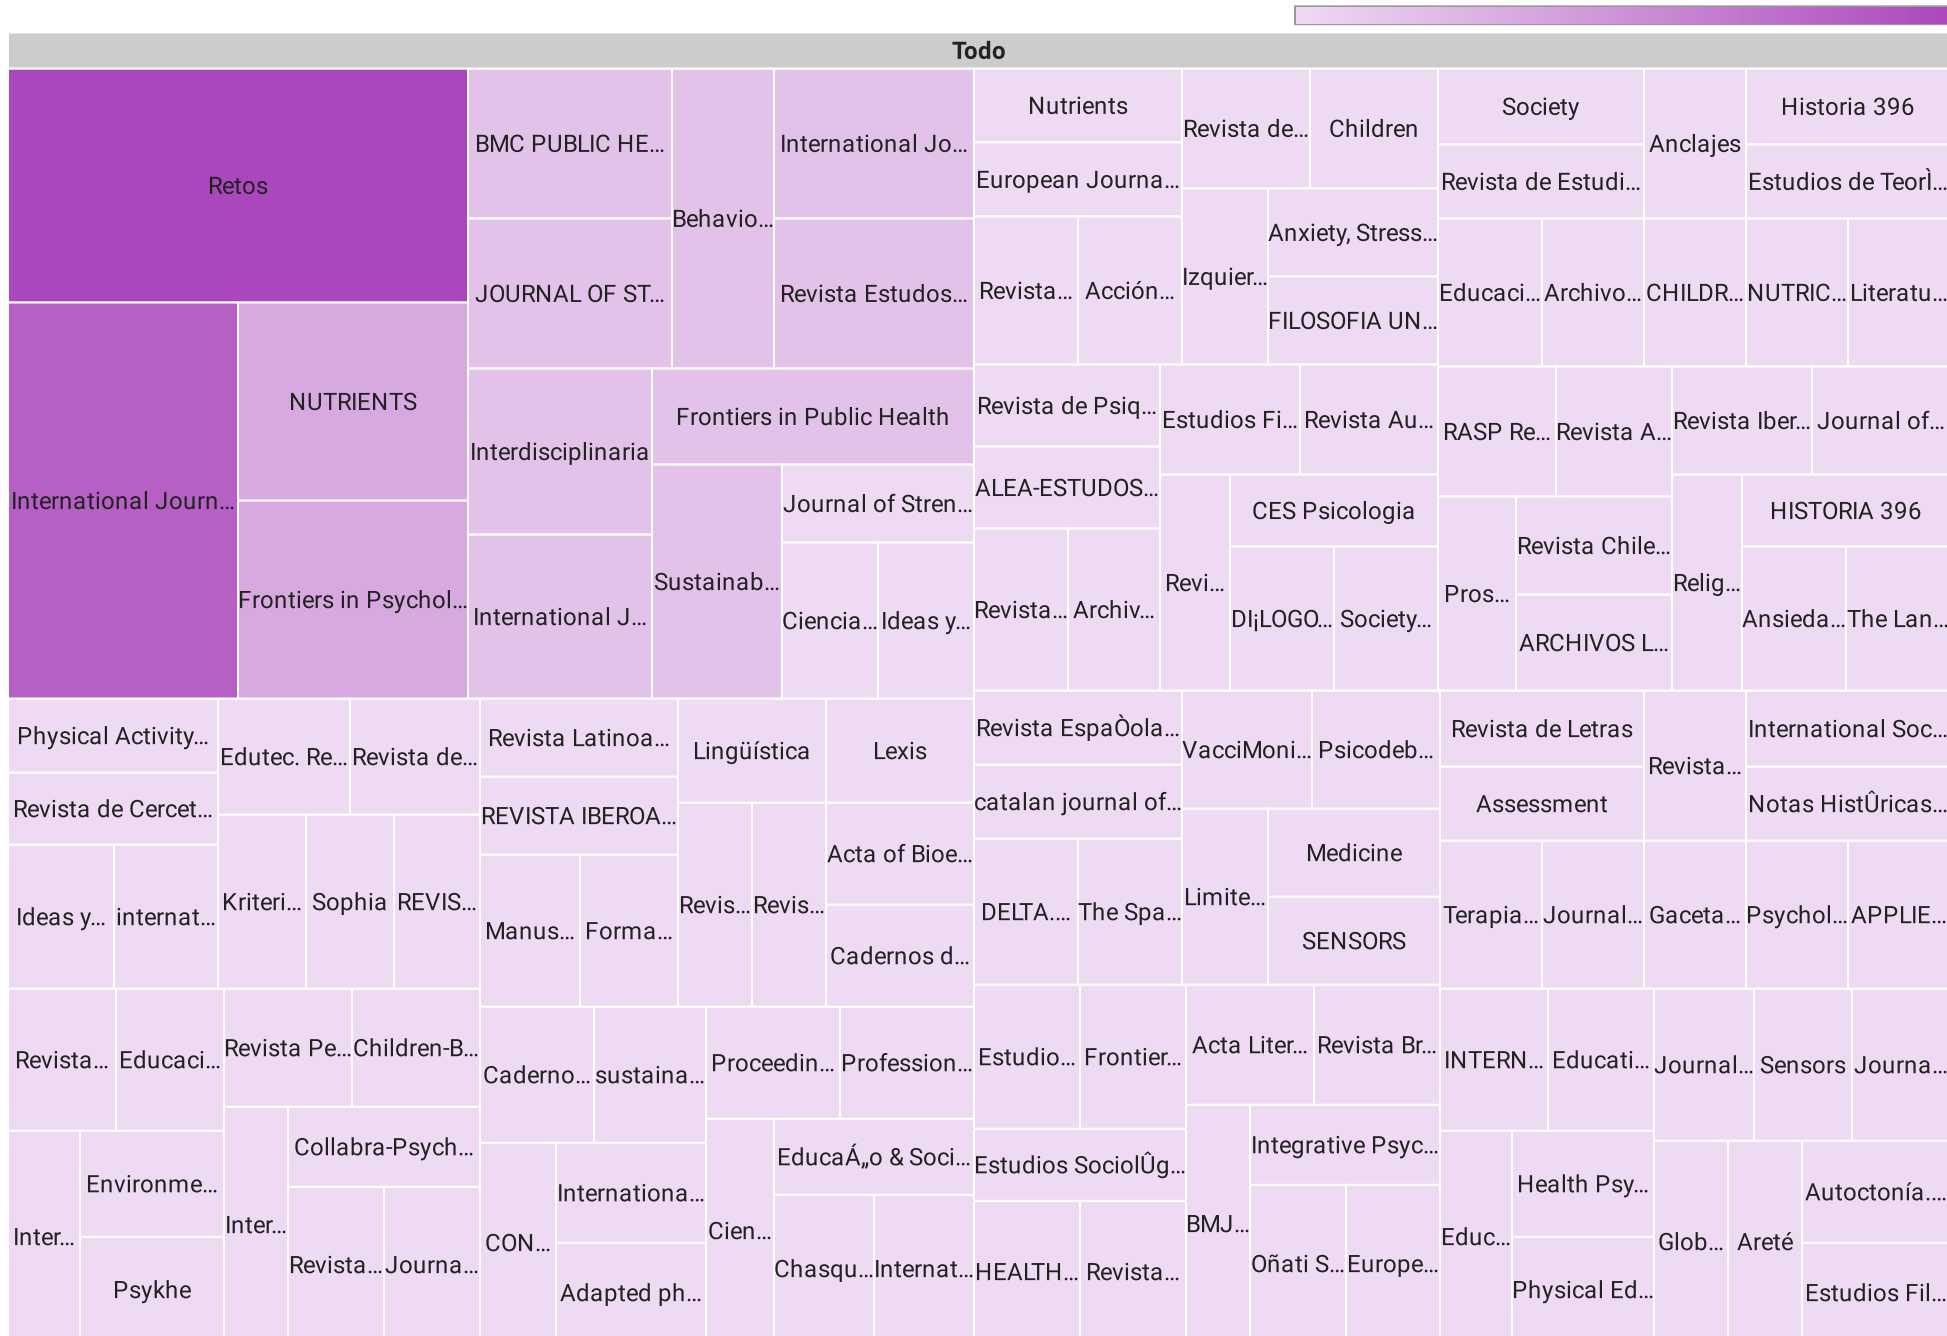 Todo
Retos
International Journ...
NUTRIENTS
Frontiers in Psychol...
BMC PUBLIC HE...
JOURNAL OF ST...
Behavio...
International Jo...
Revista Estudos...
Interdisciplinaria
International J...
Frontiers in Public Health
Sustainab...
Journal of Stren...
Ciencia...
Ideas y...
Nutrients
European Journa...
Revista...
Acción...
Revista de...
Children
Izquier...
Anxiety, Stress...
FILOSOFIA UN...
Society
Revista de Estudi...
Anclajes
Historia 396
Estudios de TeorÌ...
Educaci...
Archivo...
CHILDR...
NUTRIC...
Literatu...
Revista de Psiq...
ALEA-ESTUDOS...
Revista...
Archiv...
Estudios Fi...
Revista Au...
Revi...
CES Psicologia
DI¡LOGO...
Society...
RASP Re...
Revista A...
Revista Iber...
Journal of...
Pros...
Revista Chile...
ARCHIVOS L...
Relig...
HISTORIA 396
Ansieda...
The Lan...
Physical Activity...
Revista de Cercet...
Ideas y...
internat...
Edutec. Re...
Revista de...
Kriteri...
Sophia
REVIS...
Revista Latinoa...
REVISTA IBEROA...
Manus...
Forma...
Lingüística
Lexis
Revis...
Revis...
Acta of Bioe...
Cadernos d...
Revista EspaÒola...
catalan journal of...
DELTA....
The Spa...
VacciMoni...
Psicodeb...
Limite...
Medicine
SENSORS
Revista de Letras
Assessment
Revista...
International Soc...
Notas HistÛricas...
Terapia...
Journal...
Gaceta...
Psychol...
APPLIE...
Revista...
Educaci...
Inter...
Environme...
Psykhe
Revista Pe...
Children-B...
Inter...
Collabra-Psych...
Revista...
Journa...
Caderno...
sustaina...
CON...
Internationa...
Adapted ph...
Proceedin...
Profession...
Cien...
EducaÁ„o & Soci...
Chasqu...
Internat...
Estudio...
Frontier...
Estudios SociolÛg...
HEALTH...
Revista...
Acta Liter...
Revista Br...
BMJ...
Integrative Psyc...
Oñati S...
Europe...
INTERN...
Educati...
Educ...
Health Psy...
Physical Ed...
Journal...
Sensors
Journa...
Glob...
Areté
Autoctonía....
Estudios Fil...